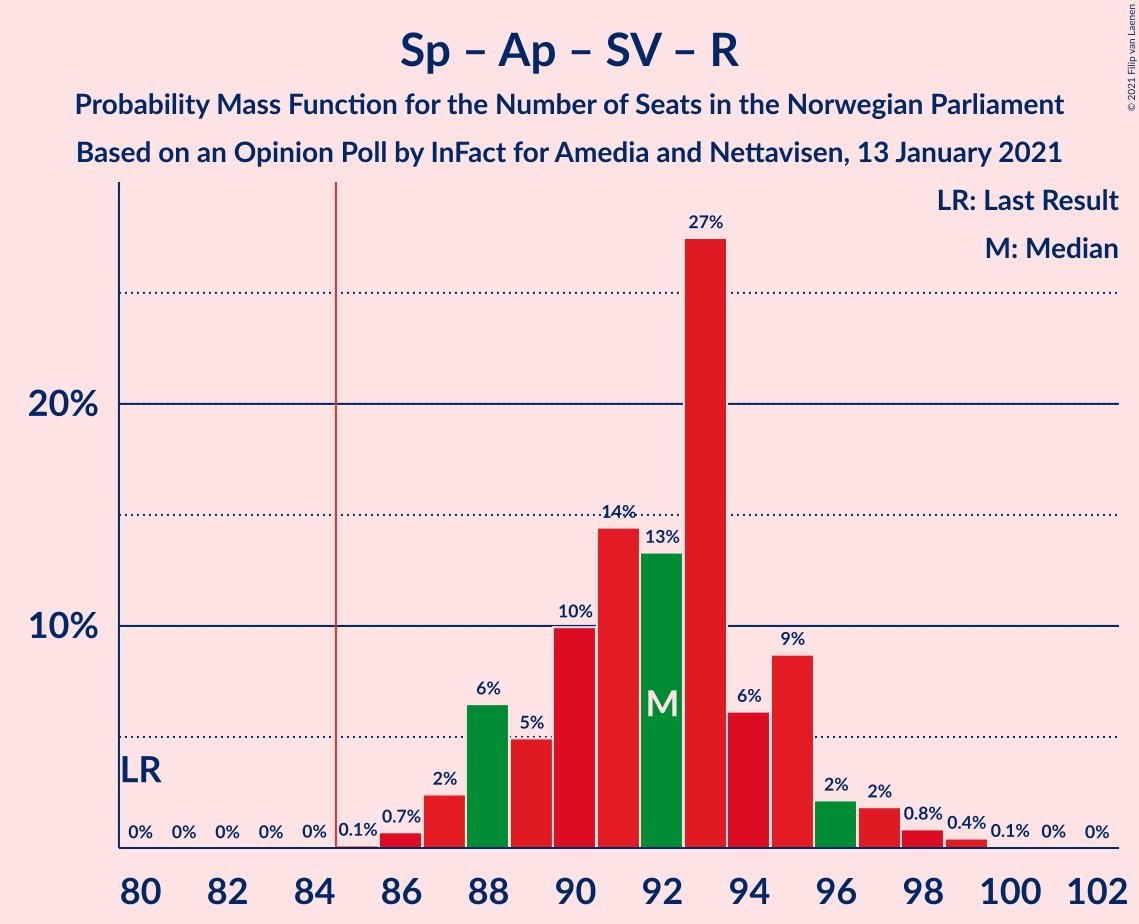 Sp – Ap – SV – R
Probability Mass Function for the Number of Seats in the Norwegian Parliament
Based on an Opinion Poll by InFact for Amedia and Nettavisen, 13 January 2021
© 2021 Filip van Laenen
LR: Last Result
M: Median
27%
20%
14%
13%
10%
10%
9%
6%
6%
M
5%
LR
2%
2%
2%
0% 0% 0% 0% 0% 0.1% 0.7% 0.8% 0.4% 0.1% 0% 0%
80 82 84 86 88 90 92 94 96 98 100 102